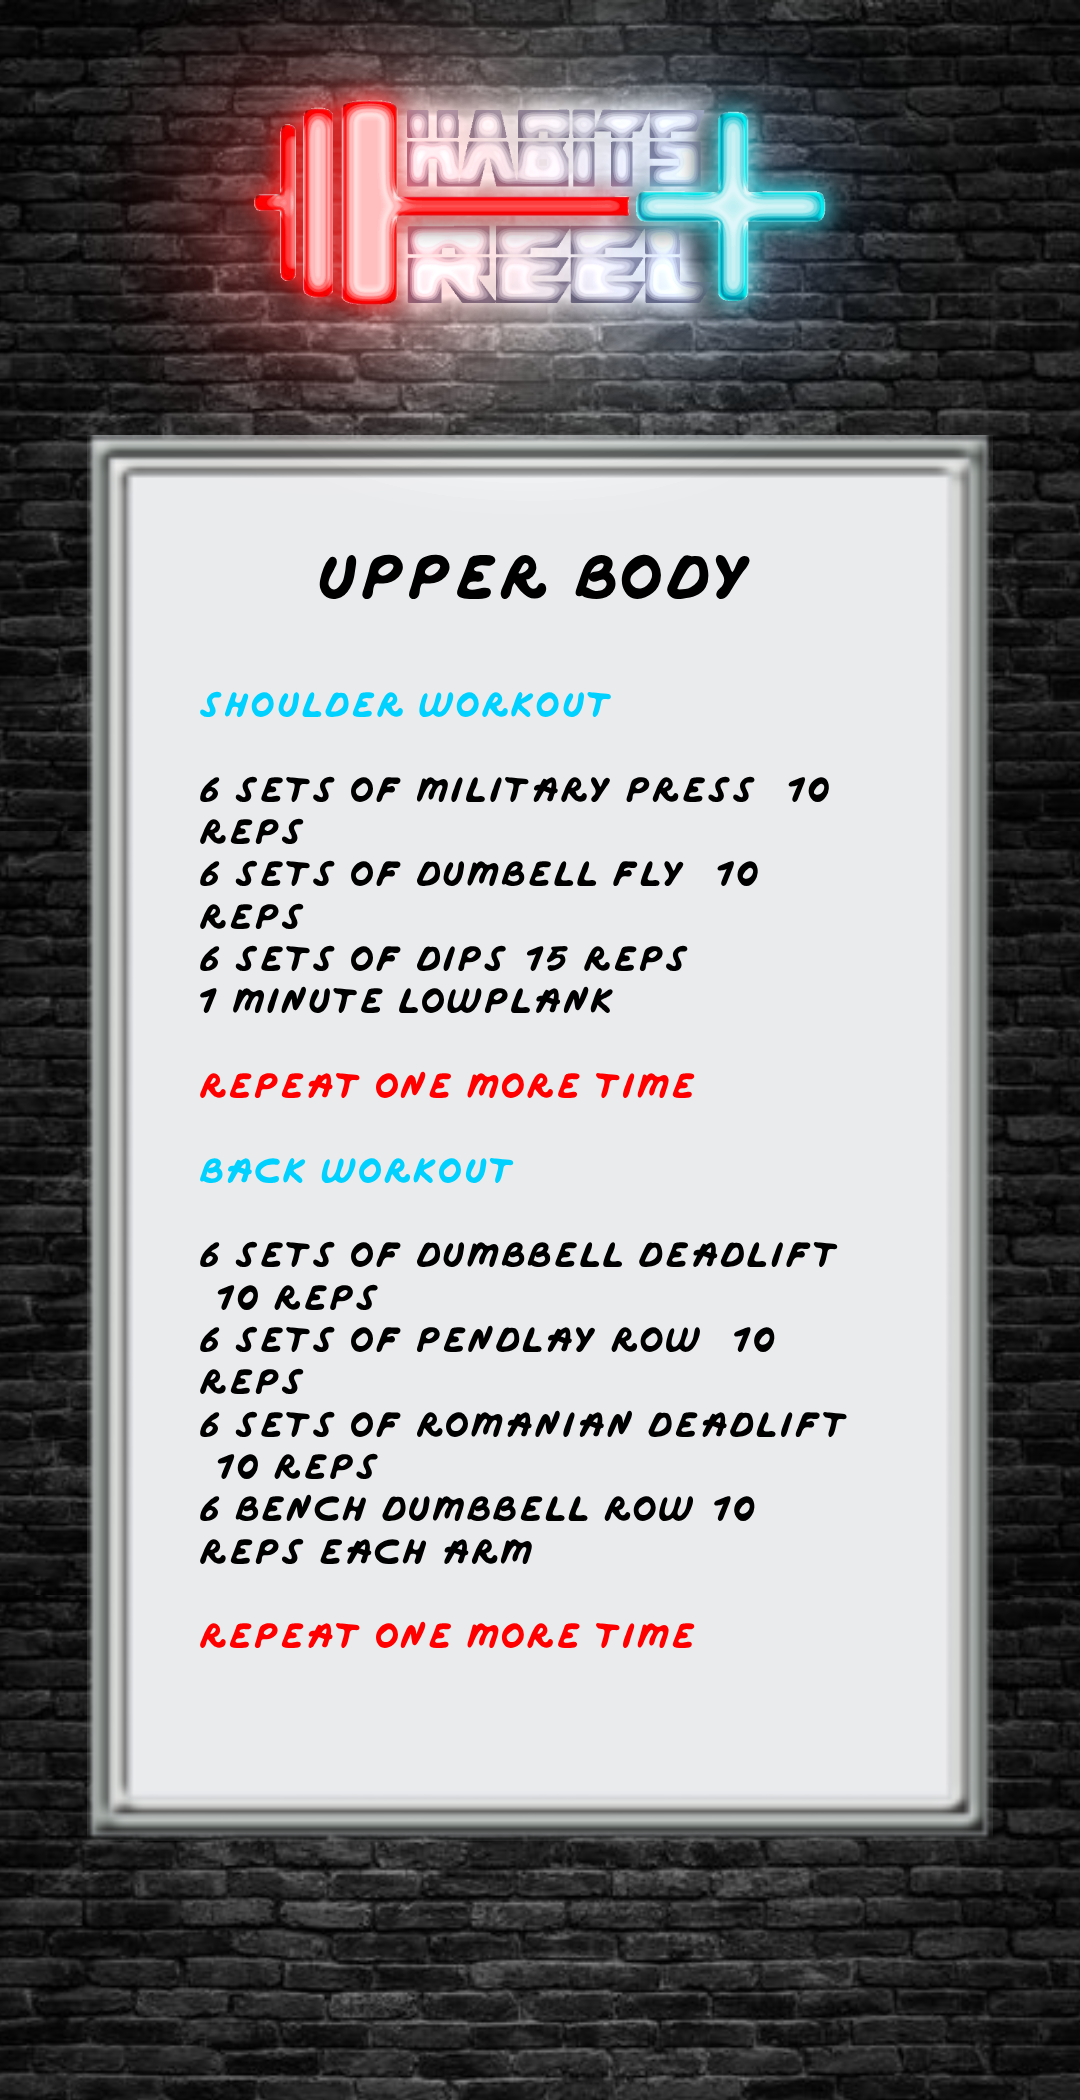 HABITS
REEL
UPPER BODY
SHOULDER WORKOUT
6 SETS OF MILITARY PRESS 10
REPS
6 SETS OF DUMBELL FLY 10
REPS
6 SETS OF DIPS 15 REPS
1 MINUTE LOWPLANK
REPEAT ONE MORE TIME
BACK WORKOUT
6 SETS OF DUMBBELL DEADLIFT
10 REPS
6 SETS OF PENDLAY ROW 10
REPS
6 SETS OF ROMANIAN DEADLIFT
10 REPS
6 BENCH DUMBBELL ROW 10
REPS EACH ARM
REPEAT ONE MORE TIME